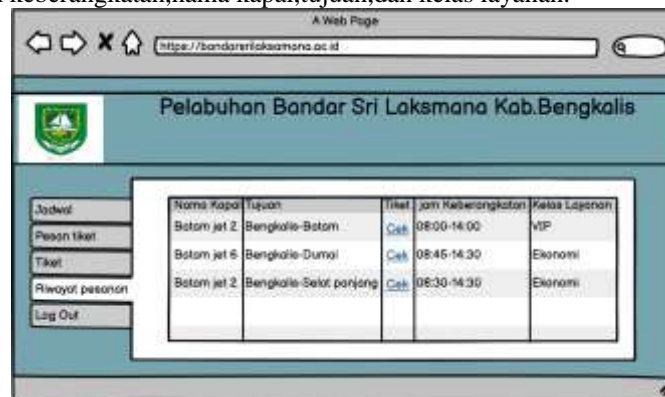 keberangkatan,nama kapal,tujuan,dan kelas layanan.
A Web Page
https://bandarsrilaksamana.ac.id
Pelabuhan Bandar Sri Laksmana Kab.Bengkalis
Jadwal
Pesan tiket
Tiket
Riwayat pesanan
Log Out
Nama Kapal Tujuan Tiket jam Keberangkatan Kelas Layanan
Batam jet 2 Bengkalis-Batam Cek 08:00-14:00 VIP
Batam jet 6 Bengkalis-Dumai Cek 08:45-14.30 Ekonomi
Batam jet 2 Bengkalis-Selat panjang Cek 08:30-14:30 Ekonomi